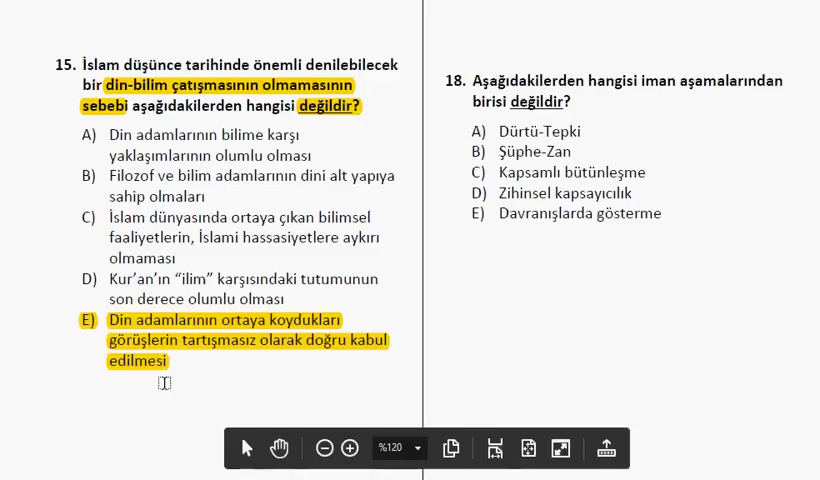 15. İslam düşünce tarihinde önemli denilebilecek
bir din-bilim çatışmasının olmamasının
sebebi aşağıdakilerden hangisi değildir?
A) Din adamlarının bilime karşı
yaklaşımlarının olumlu olması
B) Filozof ve bilim adamlarının dini alt yapıya
sahip olmaları
C) İslam dünyasında ortaya çıkan bilimsel
faaliyetlerin, İslami hassasiyetlere aykırı
olmaması
D) Kur’an’ın “ilim” karşısındaki tutumunun
son derece olumlu olması
E) Din adamlarının ortaya koydukları
görüşlerin tartışmasız olarak doğru kabul
edilmesi
18. Aşağıdakilerden hangisi iman aşamalarından
birisi değildir?
A) Dürtü-Tepki
B) Şüphe-Zan
C) Kapsamlı bütünleşme
D) Zihinsel kapsayıcılık
E) Davranışlarda gösterme
%120